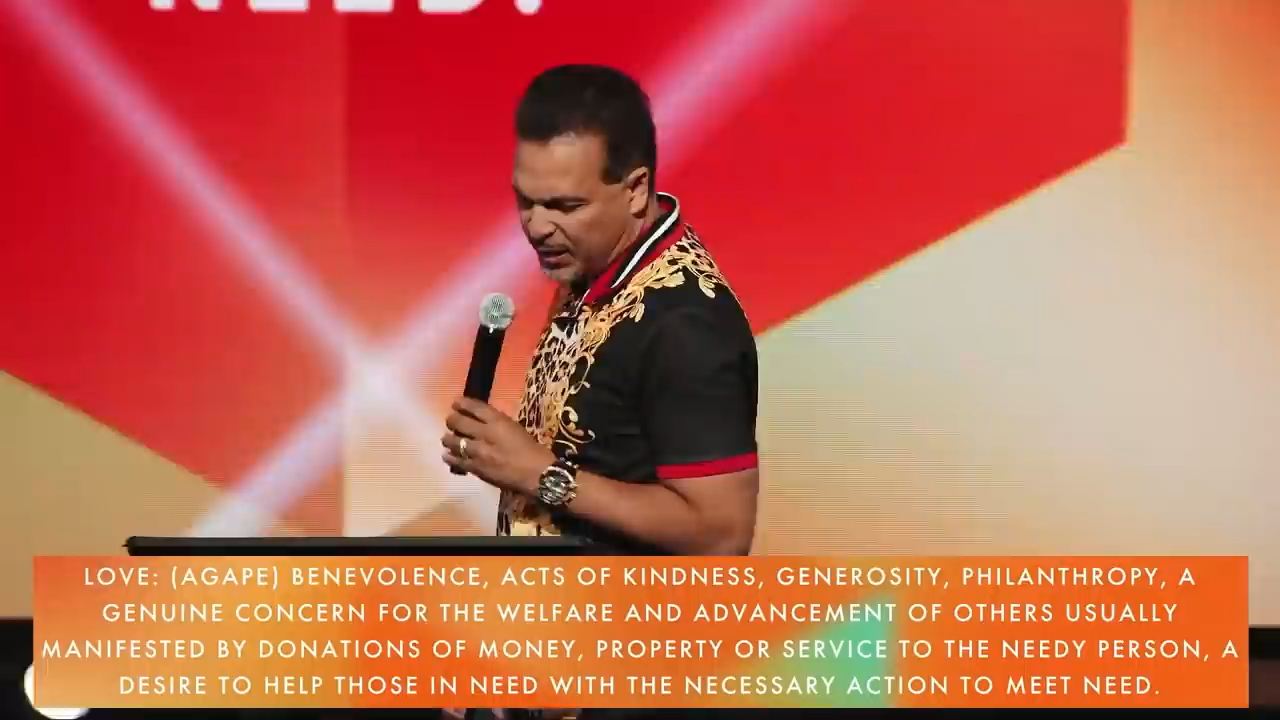 NEED.
LOVE: (AGAPE) BENEVOLENCE, ACTS OF KINDNESS, GENEROSITY, PHILANTHROPY, A
GENUINE CONCERN FOR THE WELFARE AND ADVANCEMENT OF OTHERS USUALLY
MANIFESTED BY DONATIONS OF MONEY, PROPERTY OR SERVICE TO THE NEEDY PERSON, A
DESIRE TO HELP THOSE IN NEED WITH THE NECESSARY ACTION TO MEET NEED.